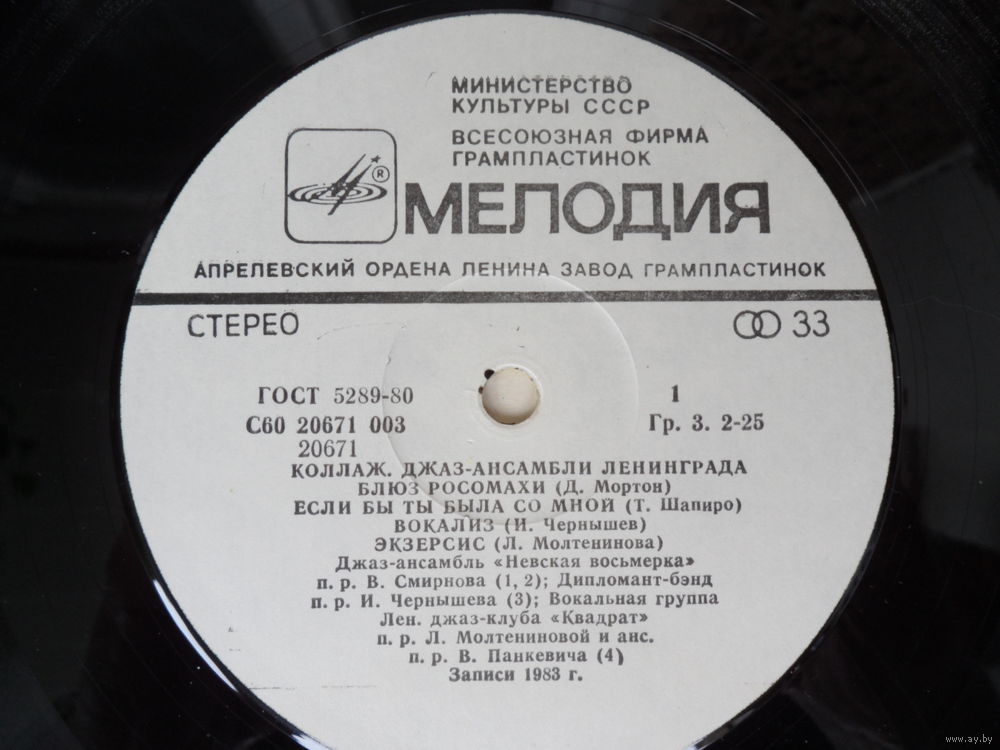 МИНИСТЕРСТВО
КУЛЬТУРЫ СССР
ВСЕСОЮЗНАЯ ФИРМА
ГРАМПЛАСТИНОК
®
МЕЛОДИЯ
АПРЕЛЕВСКИЙ ОРДЕНА ЛЕНИНА ЗАВОД ГРАМПЛАСТИНОК
СТЕРЕО 33
ГОСТ 5289-80 1
С60 20671 003 Гр. 3. 2-25
20671
КОЛЛАЖ. ДЖАЗ-АНСАМБЛИ ЛЕНИНГРАДА
БЛЮЗ РОСОМАХИ (Д. Мортон)
ЕСЛИ БЫ ТЫ БЫЛА СО МНОЙ (Т. Шапиро)
ВОКАЛИЗ (И. Чернышев)
ЭКЗЕРСИС (Л. Молтенинова)
Джаз-ансамбль «Невская восьмерка»
п. р. В. Смирнова (1, 2); Дипломант-бэнд
п. р. И. Чернышева (3); Вокальная группа
Лен. джаз-клуба «Квадрат»
п. р. Л. Молтениновой и анс.
п. р. В. Панкевича (4)
Записи 1983 г.
www.ay.by